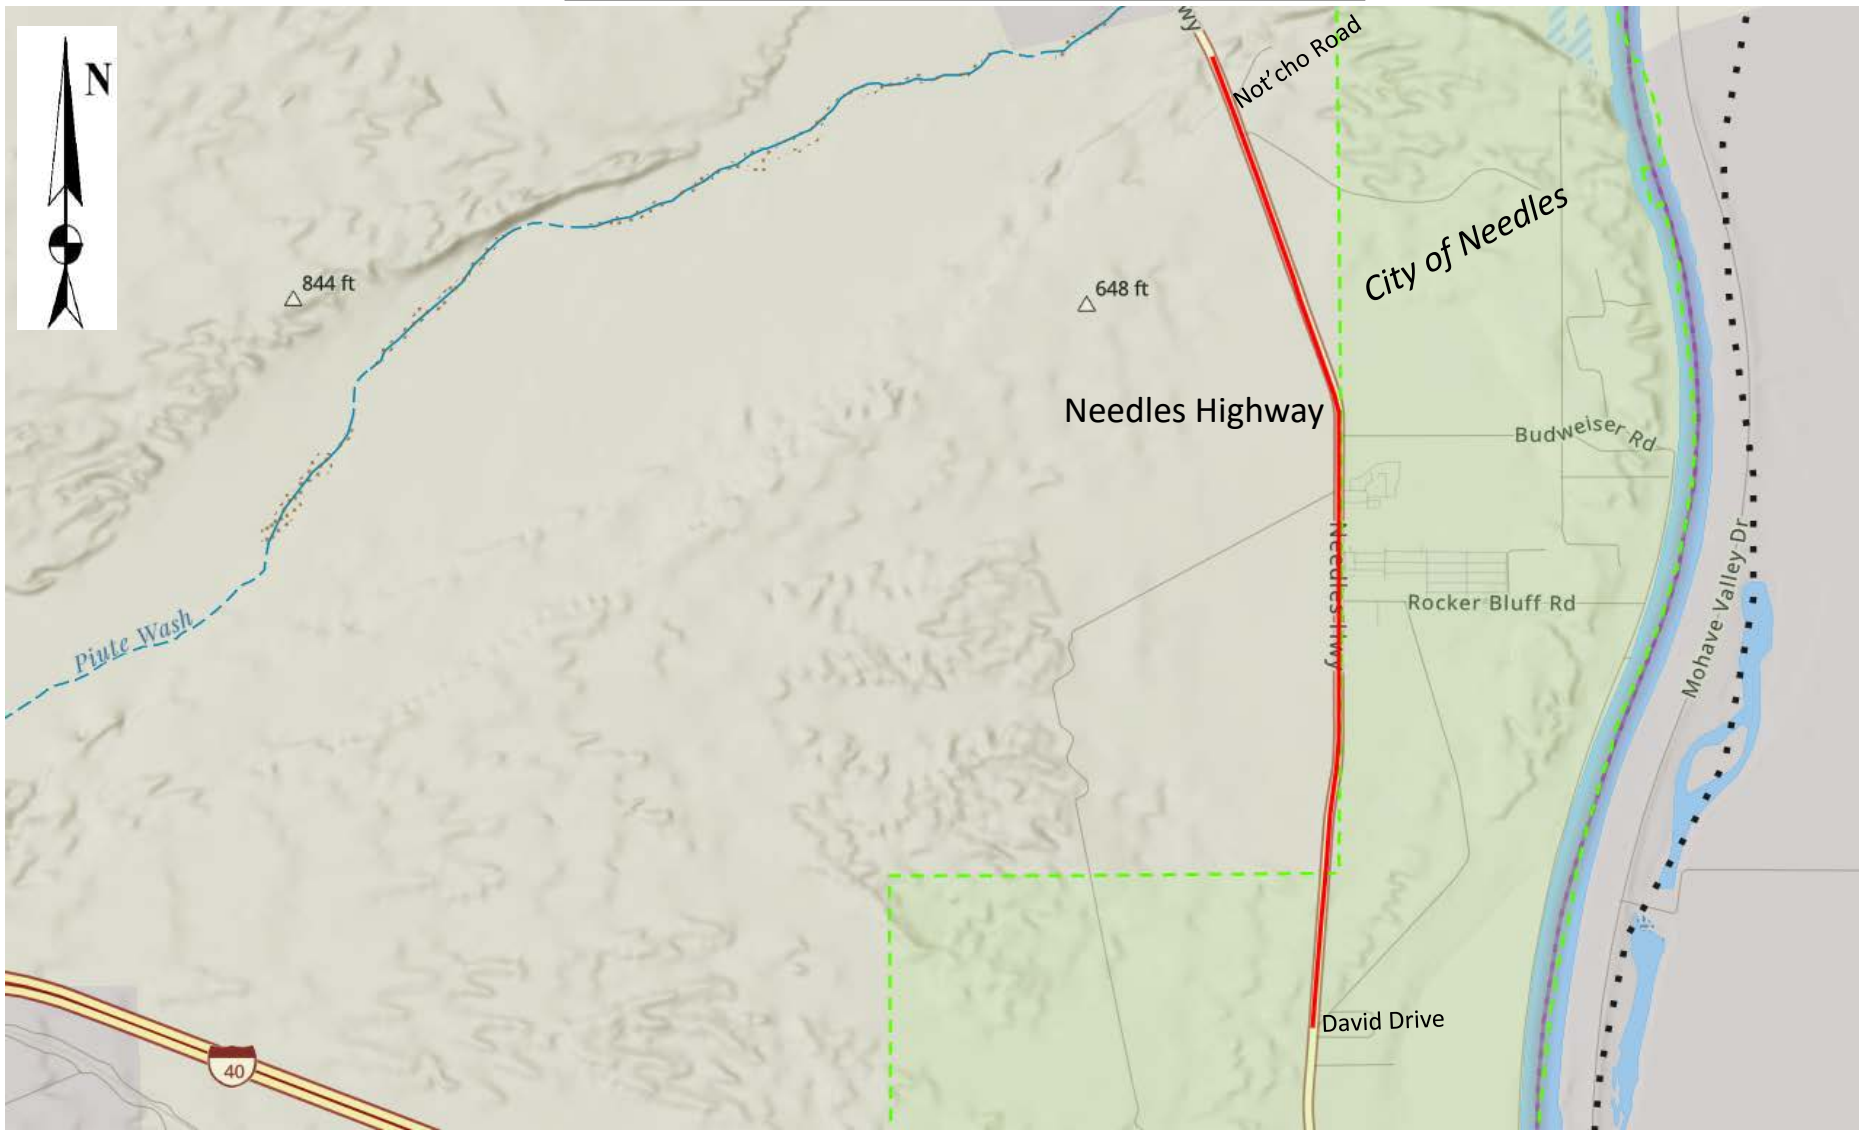 wy
Not'cho Road
N
City of Needles
844 ft
648 ft
Needles Highway
Budweiser Rd
Needles Hwy
Rocker Bluff Rd
Mohave Valley Dr
Piute Wash
David Drive
40